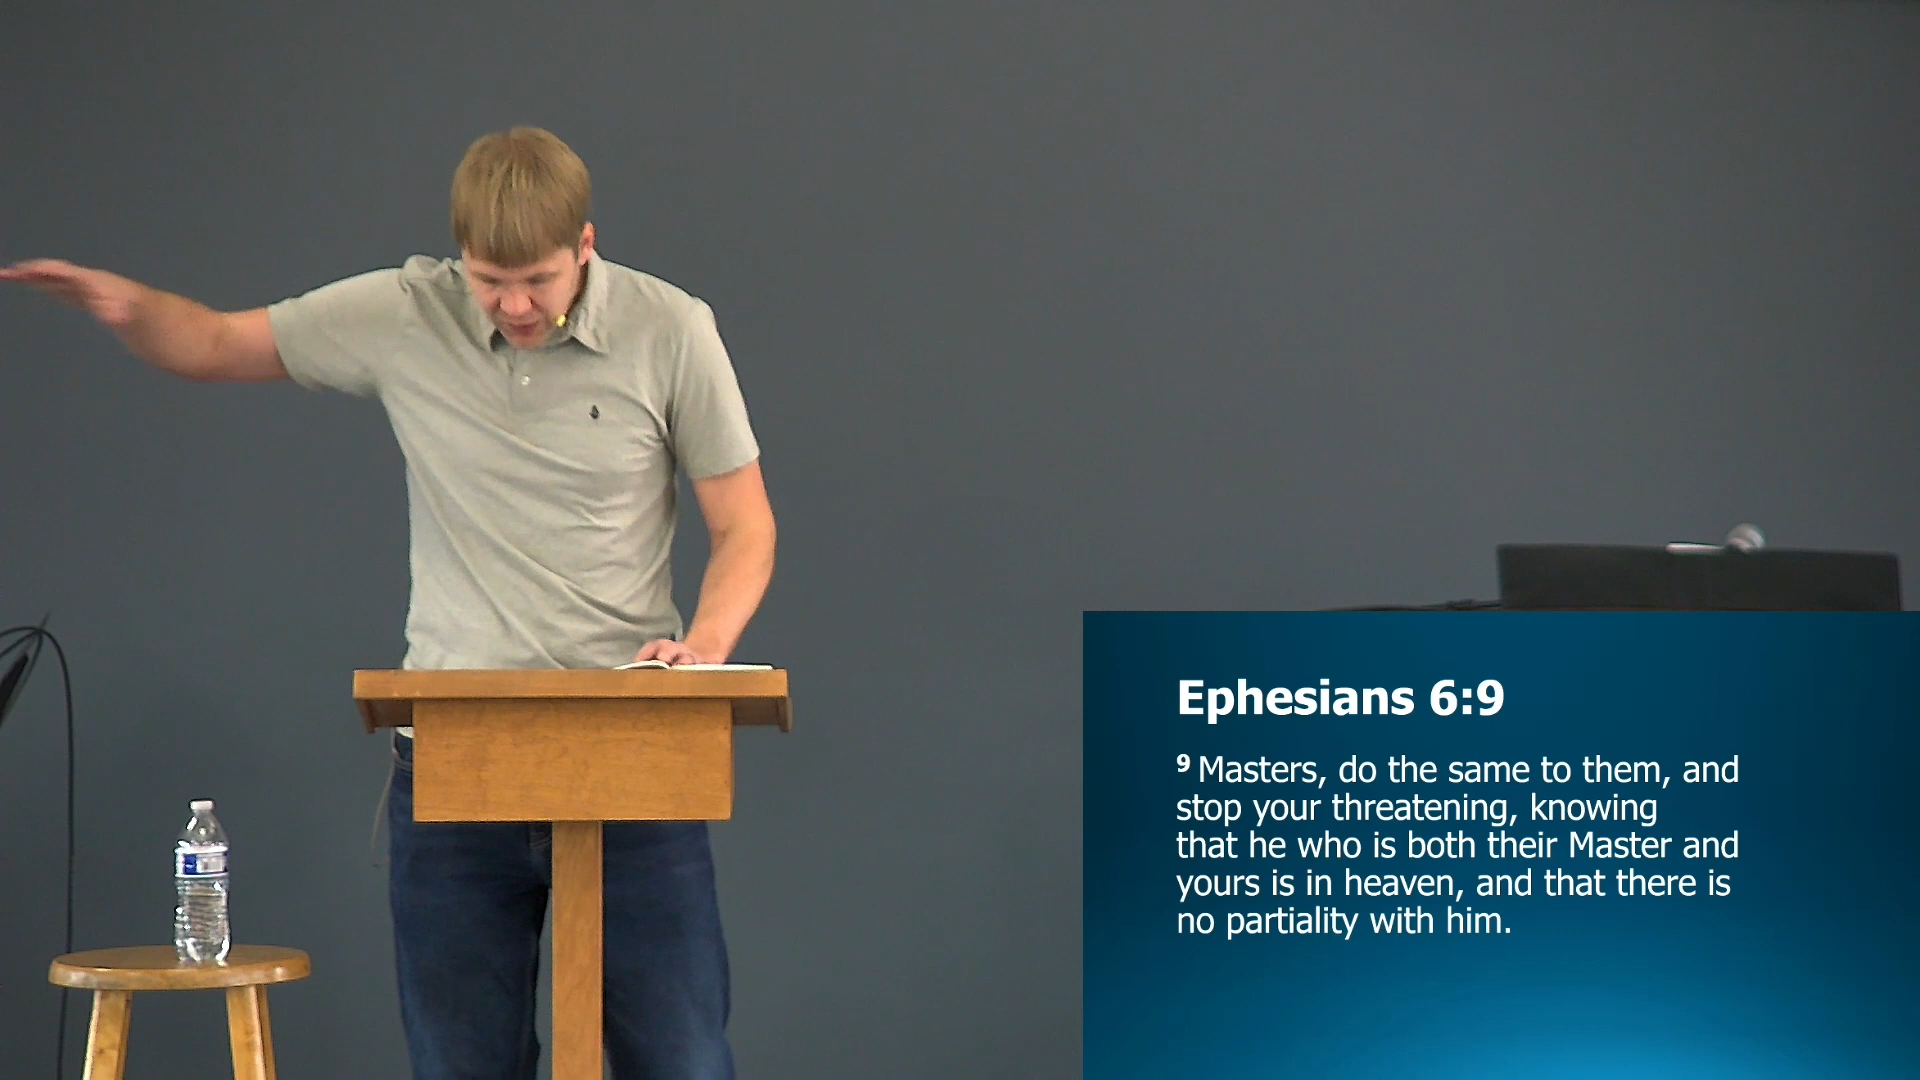 Ephesians 6:9
9 Masters, do the same to them, and
stop your threatening, knowing
that he who is both their Master and
yours is in heaven, and that there is
no partiality with him.